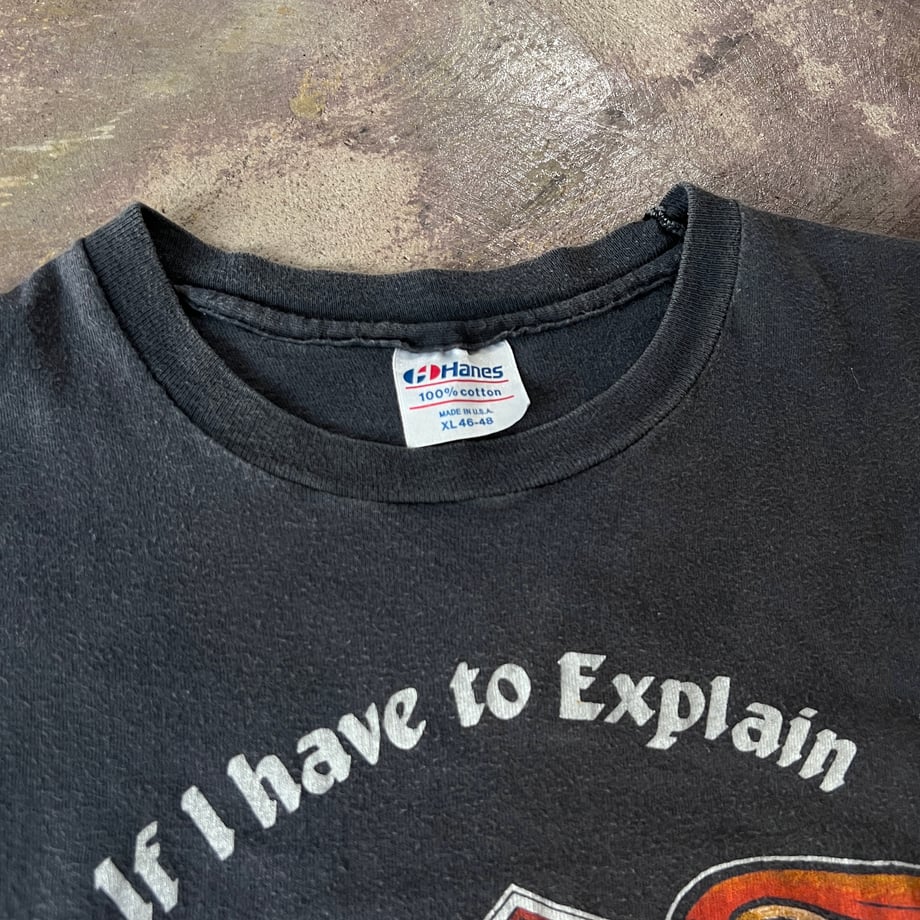 Hanes
100% cotton
MADE IN U.S.A.
XL 46-48
If I have to Explain